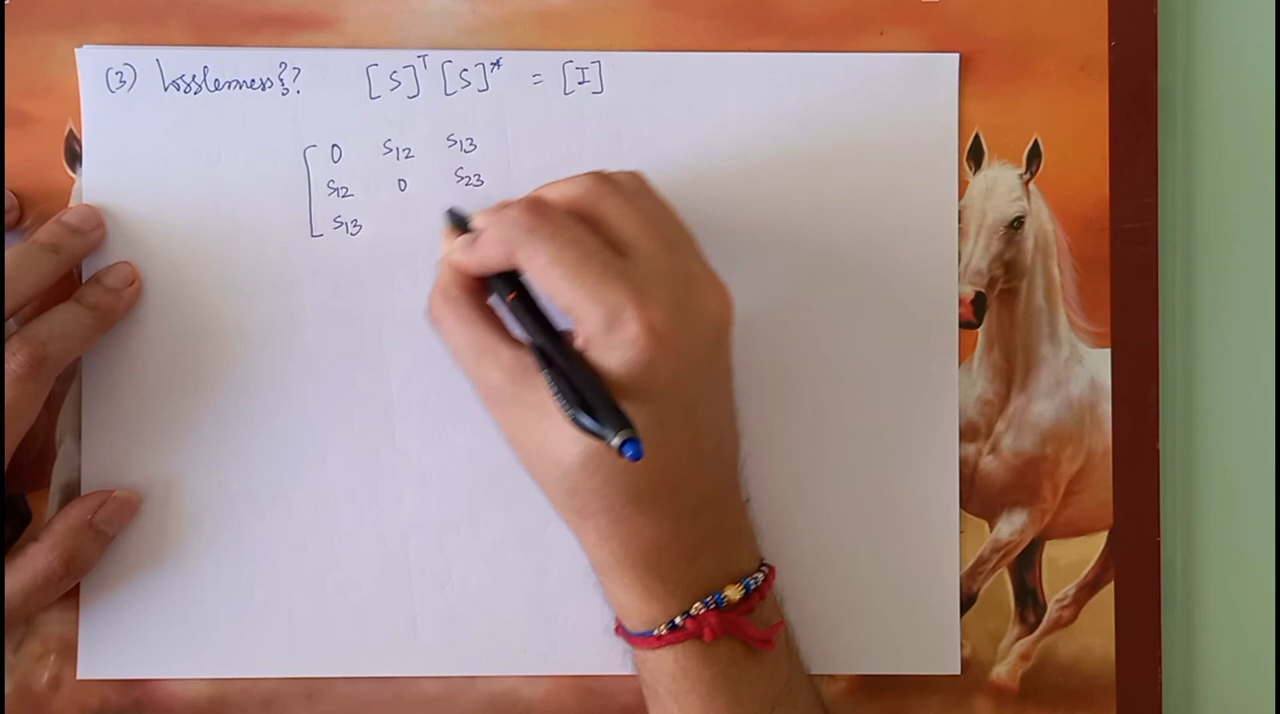 (3) Losslessness?? [S]ᵀ [S]* = [I]
0 S₁₂ S₁₃
S₁₂ 0 S₂₃
S₁₃